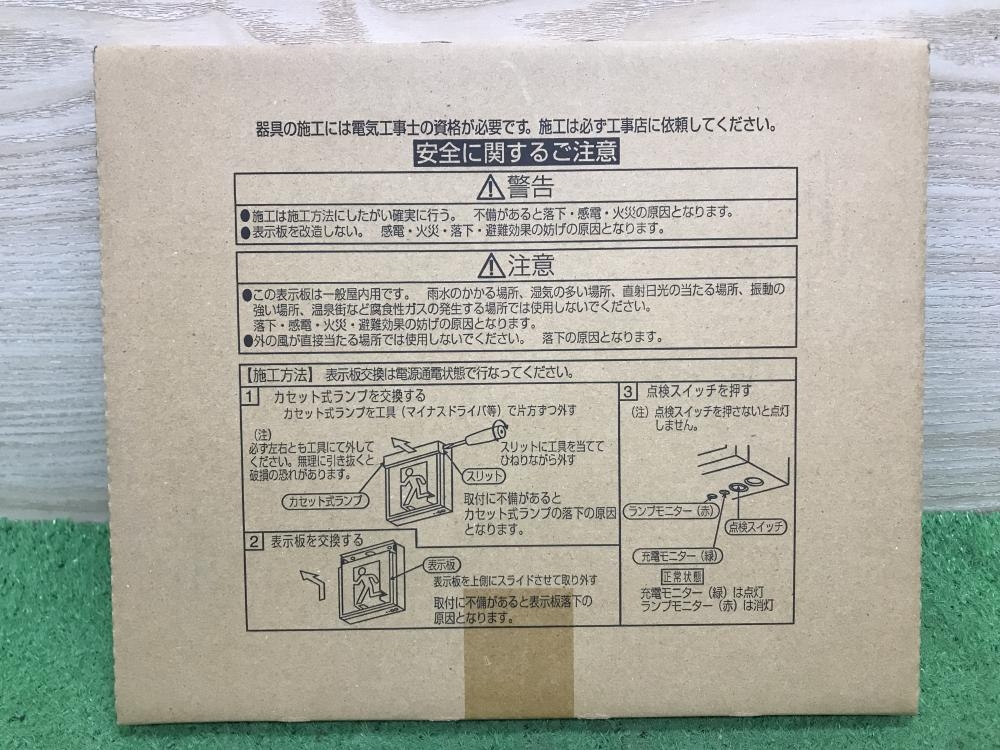 器具の施工には電気工事士の資格が必要です。施工は必ず工事店に依頼してください。
安全に関するご注意
警告
●施工は施工方法にしたがい確実に行う。 不備があると落下・感電・火災の原因となります。
●表示板を改造しない。 感電・火災・落下・避難効果の妨げの原因となります。
注意
●この表示板は一般屋内用です。 雨水のかかる場所、湿気の多い場所、直射日光の当たる場所、振動の
強い場所、温泉街など腐食性ガスの発生する場所では使用しないでください。
落下・感電・火災・避難効果の妨げの原因となります。
●外の風が直接当たる場所では使用しないでください。 落下の原因となります。
【施工方法】 表示板交換は電源通電状態で行なってください。
1 カセット式ランプを交換する
カセット式ランプを工具（マイナスドライバ等）で片方ずつ外す
（注）
必ず左右とも工具にて外して
ください。無理に引き抜くと
破損の恐れがあります。
スリットに工具を当てて
ひねりながら外す
スリット
カセット式ランプ
取付に不備があると
カセット式ランプの落下の原因
となります。
2 表示板を交換する
表示板
表示板を上側にスライドさせて取り外す
取付に不備があると表示板落下の
原因となります。
3 点検スイッチを押す
（注）点検スイッチを押さないと点灯
しません。
ランプモニター（赤）
点検スイッチ
充電モニター（緑）
正常状態
充電モニター（緑）は点灯
ランプモニター（赤）は消灯